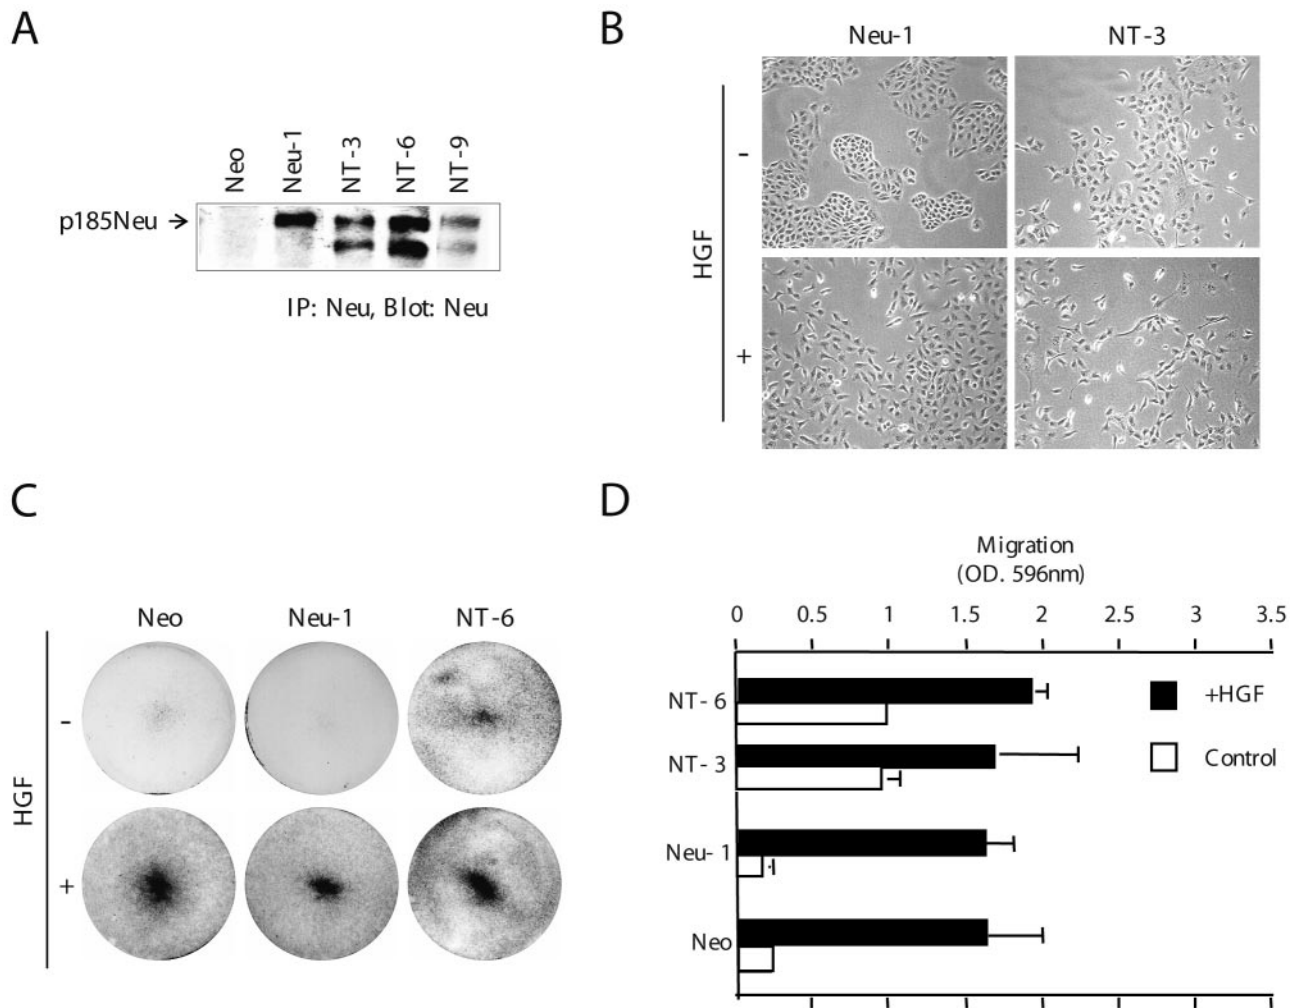 A
Neo
Neu-1
NT-3
NT-6
NT-9
p185Neu
IP: Neu, Blot: Neu
B
Neu-1 NT-3
HGF
-
+
C
Neo Neu-1 NT-6
HGF
-
+
D
Migration
(OD. 596nm)
0 0.5 1 1.5 2 2.5 3 3.5
NT- 6
NT- 3
Neu- 1
Neo
+HGF
Control